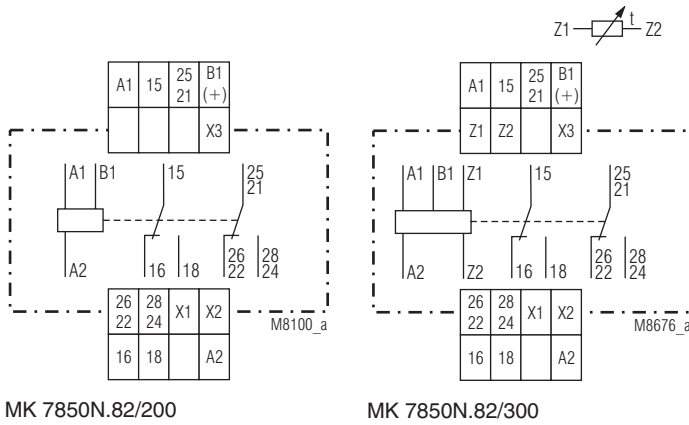 Z1 t Z2
A1 15 25 21 B1 (+)
X3
A1 B1 15 25 21
A2 16 18 26 22 28 24
26 22 28 24 X1 X2
16 18 A2
M8100_a
MK 7850N.82/200
A1 15 25 21 B1 (+)
Z1 Z2 X3
A1 B1 Z1 15 25 21
A2 Z2 16 18 26 22 28 24
26 22 28 24 X1 X2
16 18 A2
M8676_a
MK 7850N.82/300